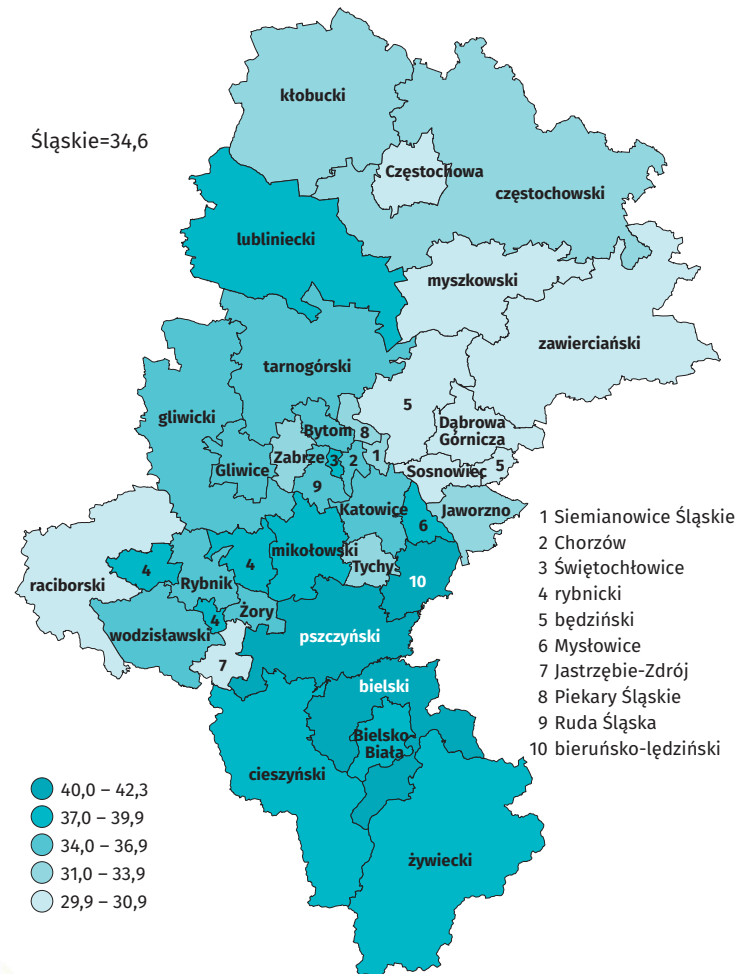 Śląskie=34,6
kłobucki
Częstochowa
częstochowski
lubliniecki
myszkowski
zawierciański
tarnogórski
5
gliwicki
Bytom
8
Dąbrowa
Górnicza
Gliwice
Zabrze
3
2
1
Sosnowiec
5
9
Katowice
6
Jaworzno
raciborski
4
Rybnik
4
mikołowski
Tychy
10
wodzisławski
4
Żory
7
pszczyński
bielski
Bielsko-
Biała
cieszyński
żywiecki
1 Siemianowice Śląskie
2 Chorzów
3 Świętochłowice
4 rybnicki
5 będziński
6 Mysłowice
7 Jastrzębie-Zdrój
8 Piekary Śląskie
9 Ruda Śląska
10 bieruńsko-lędziński
40,0 – 42,3
37,0 – 39,9
34,0 – 36,9
31,0 – 33,9
29,9 – 30,9